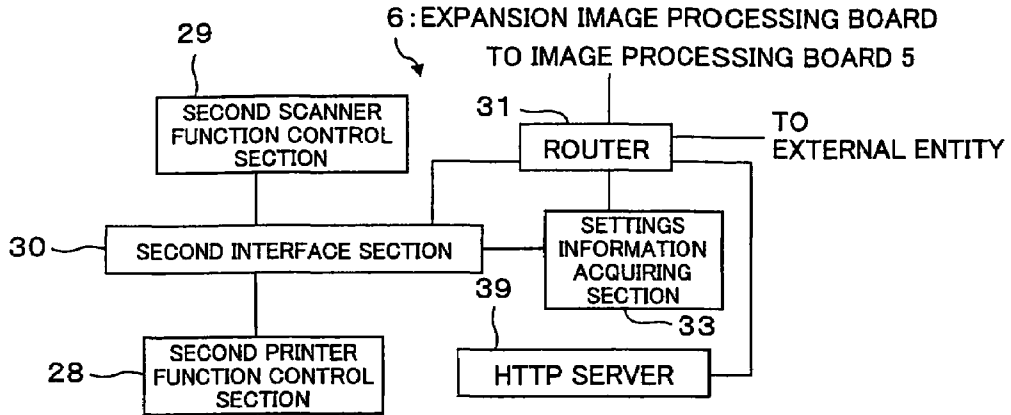 6:EXPANSION IMAGE PROCESSING BOARD
TO IMAGE PROCESSING BOARD 5
29
SECOND SCANNER
FUNCTION CONTROL
SECTION
31
ROUTER
TO
EXTERNAL ENTITY
30
SECOND INTERFACE SECTION
SETTINGS
INFORMATION
ACQUIRING
SECTION
33
39
HTTP SERVER
28
SECOND PRINTER
FUNCTION CONTROL
SECTION